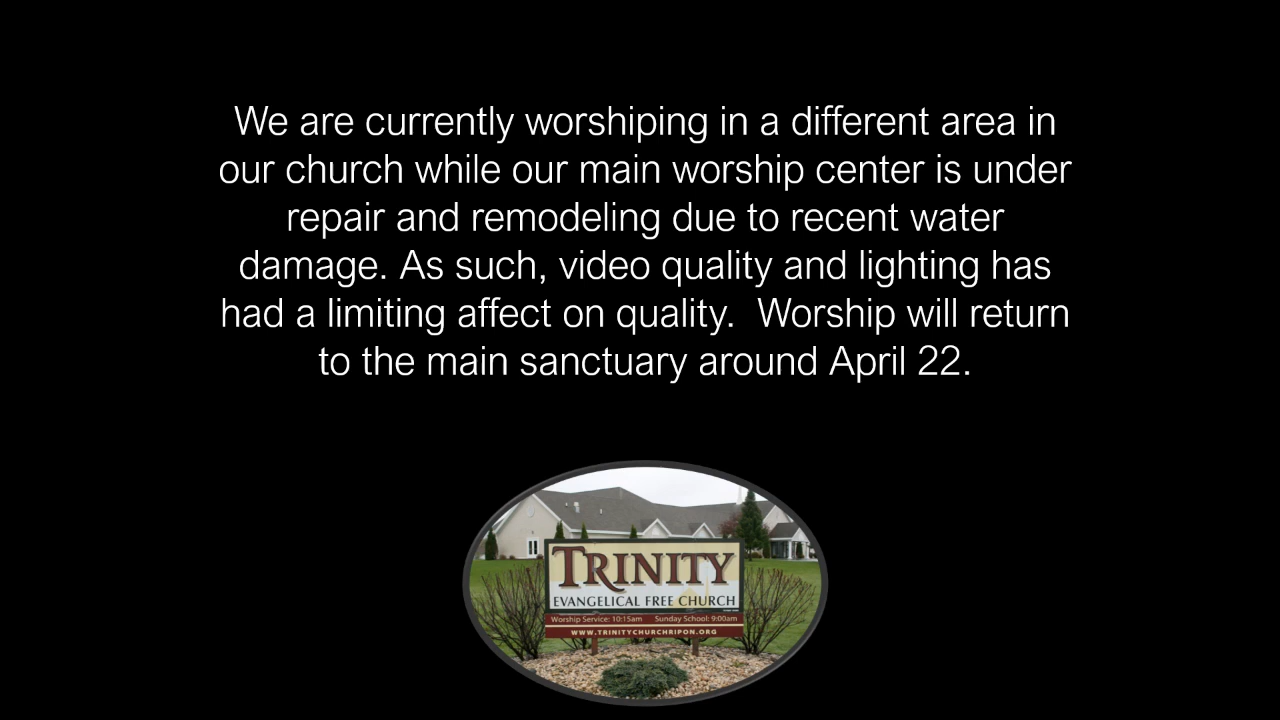 We are currently worshiping in a different area in
our church while our main worship center is under
repair and remodeling due to recent water
damage. As such, video quality and lighting has
had a limiting affect on quality. Worship will return
to the main sanctuary around April 22.
TRINITY
EVANGELICAL FREE CHURCH
Worship Service: 10:15am Sunday School: 9:00am
WWW.TRINITYCHURCHRIPON.ORG